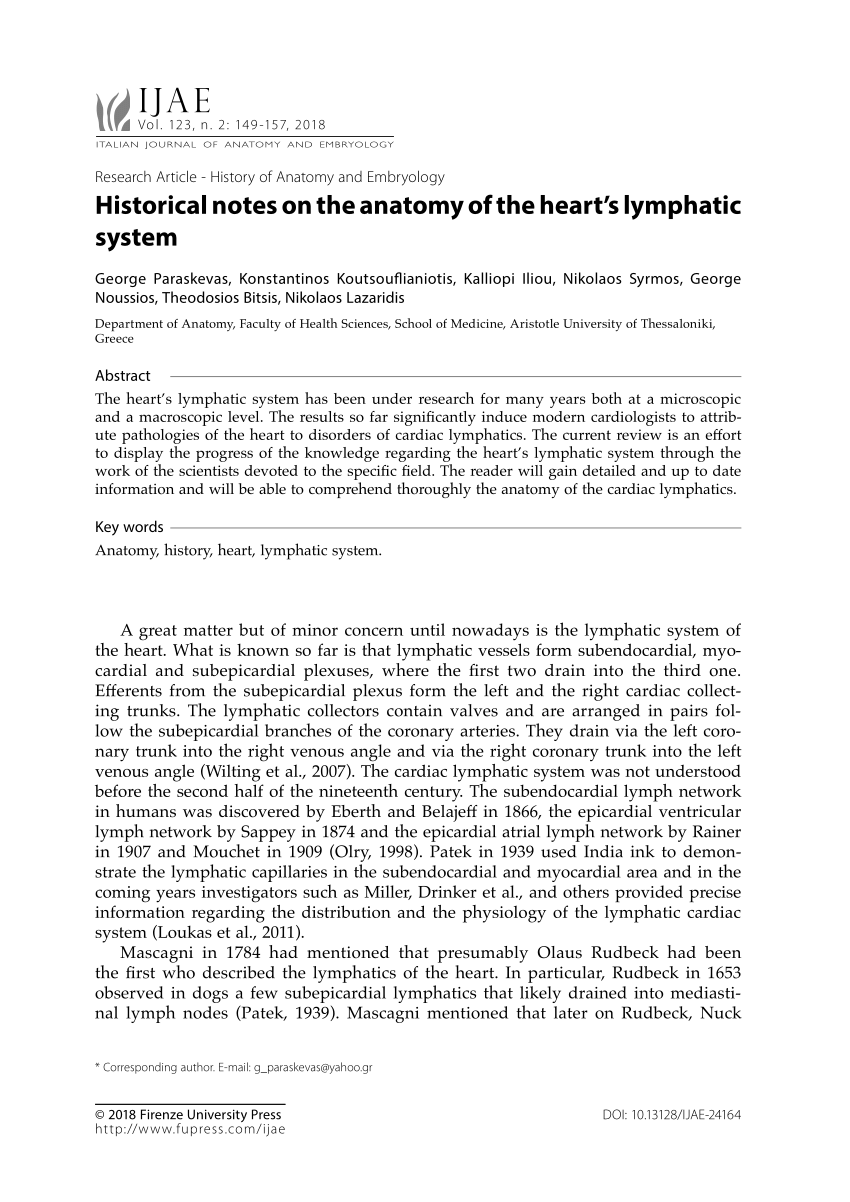 IJAE
Vol. 123, n. 2: 149-157, 2018
ITALIAN JOURNAL OF ANATOMY AND EMBRYOLOGY
Research Article - History of Anatomy and Embryology
Historical notes on the anatomy of the heart’s lymphatic
system
George Paraskevas, Konstantinos Koutsouflianiotis, Kalliopi Iliou, Nikolaos Syrmos, George
Noussios, Theodosios Bitsis, Nikolaos Lazaridis
Department of Anatomy, Faculty of Health Sciences, School of Medicine, Aristotle University of Thessaloniki,
Greece
Abstract
The heart’s lymphatic system has been under research for many years both at a microscopic
and a macroscopic level. The results so far significantly induce modern cardiologists to attrib-
ute pathologies of the heart to disorders of cardiac lymphatics. The current review is an effort
to display the progress of the knowledge regarding the heart’s lymphatic system through the
work of the scientists devoted to the specific field. The reader will gain detailed and up to date
information and will be able to comprehend thoroughly the anatomy of the cardiac lymphatics.
Key words
Anatomy, history, heart, lymphatic system.
A great matter but of minor concern until nowadays is the lymphatic system of
the heart. What is known so far is that lymphatic vessels form subendocardial, myo-
cardial and subepicardial plexuses, where the first two drain into the third one.
Efferents from the subepicardial plexus form the left and the right cardiac collect-
ing trunks. The lymphatic collectors contain valves and are arranged in pairs fol-
low the subepicardial branches of the coronary arteries. They drain via the left coro-
nary trunk into the right venous angle and via the right coronary trunk into the left
venous angle (Wilting et al., 2007). The cardiac lymphatic system was not understood
before the second half of the nineteenth century. The subendocardial lymph network
in humans was discovered by Eberth and Belajeff in 1866, the epicardial ventricular
lymph network by Sappey in 1874 and the epicardial atrial lymph network by Rainer
in 1907 and Mouchet in 1909 (Olry, 1998). Patek in 1939 used India ink to demon-
strate the lymphatic capillaries in the subendocardial and myocardial area and in the
coming years investigators such as Miller, Drinker et al., and others provided precise
information regarding the distribution and the physiology of the lymphatic cardiac
system (Loukas et al., 2011).
Mascagni in 1784 had mentioned that presumably Olaus Rudbeck had been
the first who described the lymphatics of the heart. In particular, Rudbeck in 1653
observed in dogs a few subepicardial lymphatics that likely drained into mediasti-
nal lymph nodes (Patek, 1939). Mascagni mentioned that later on Rudbeck, Nuck
* Corresponding author. E-mail: g_paraskevas@yahoo.gr
© 2018 Firenze University Press
http://www.fupress.com/ijae
DOI: 10.13128/IJAE-24164